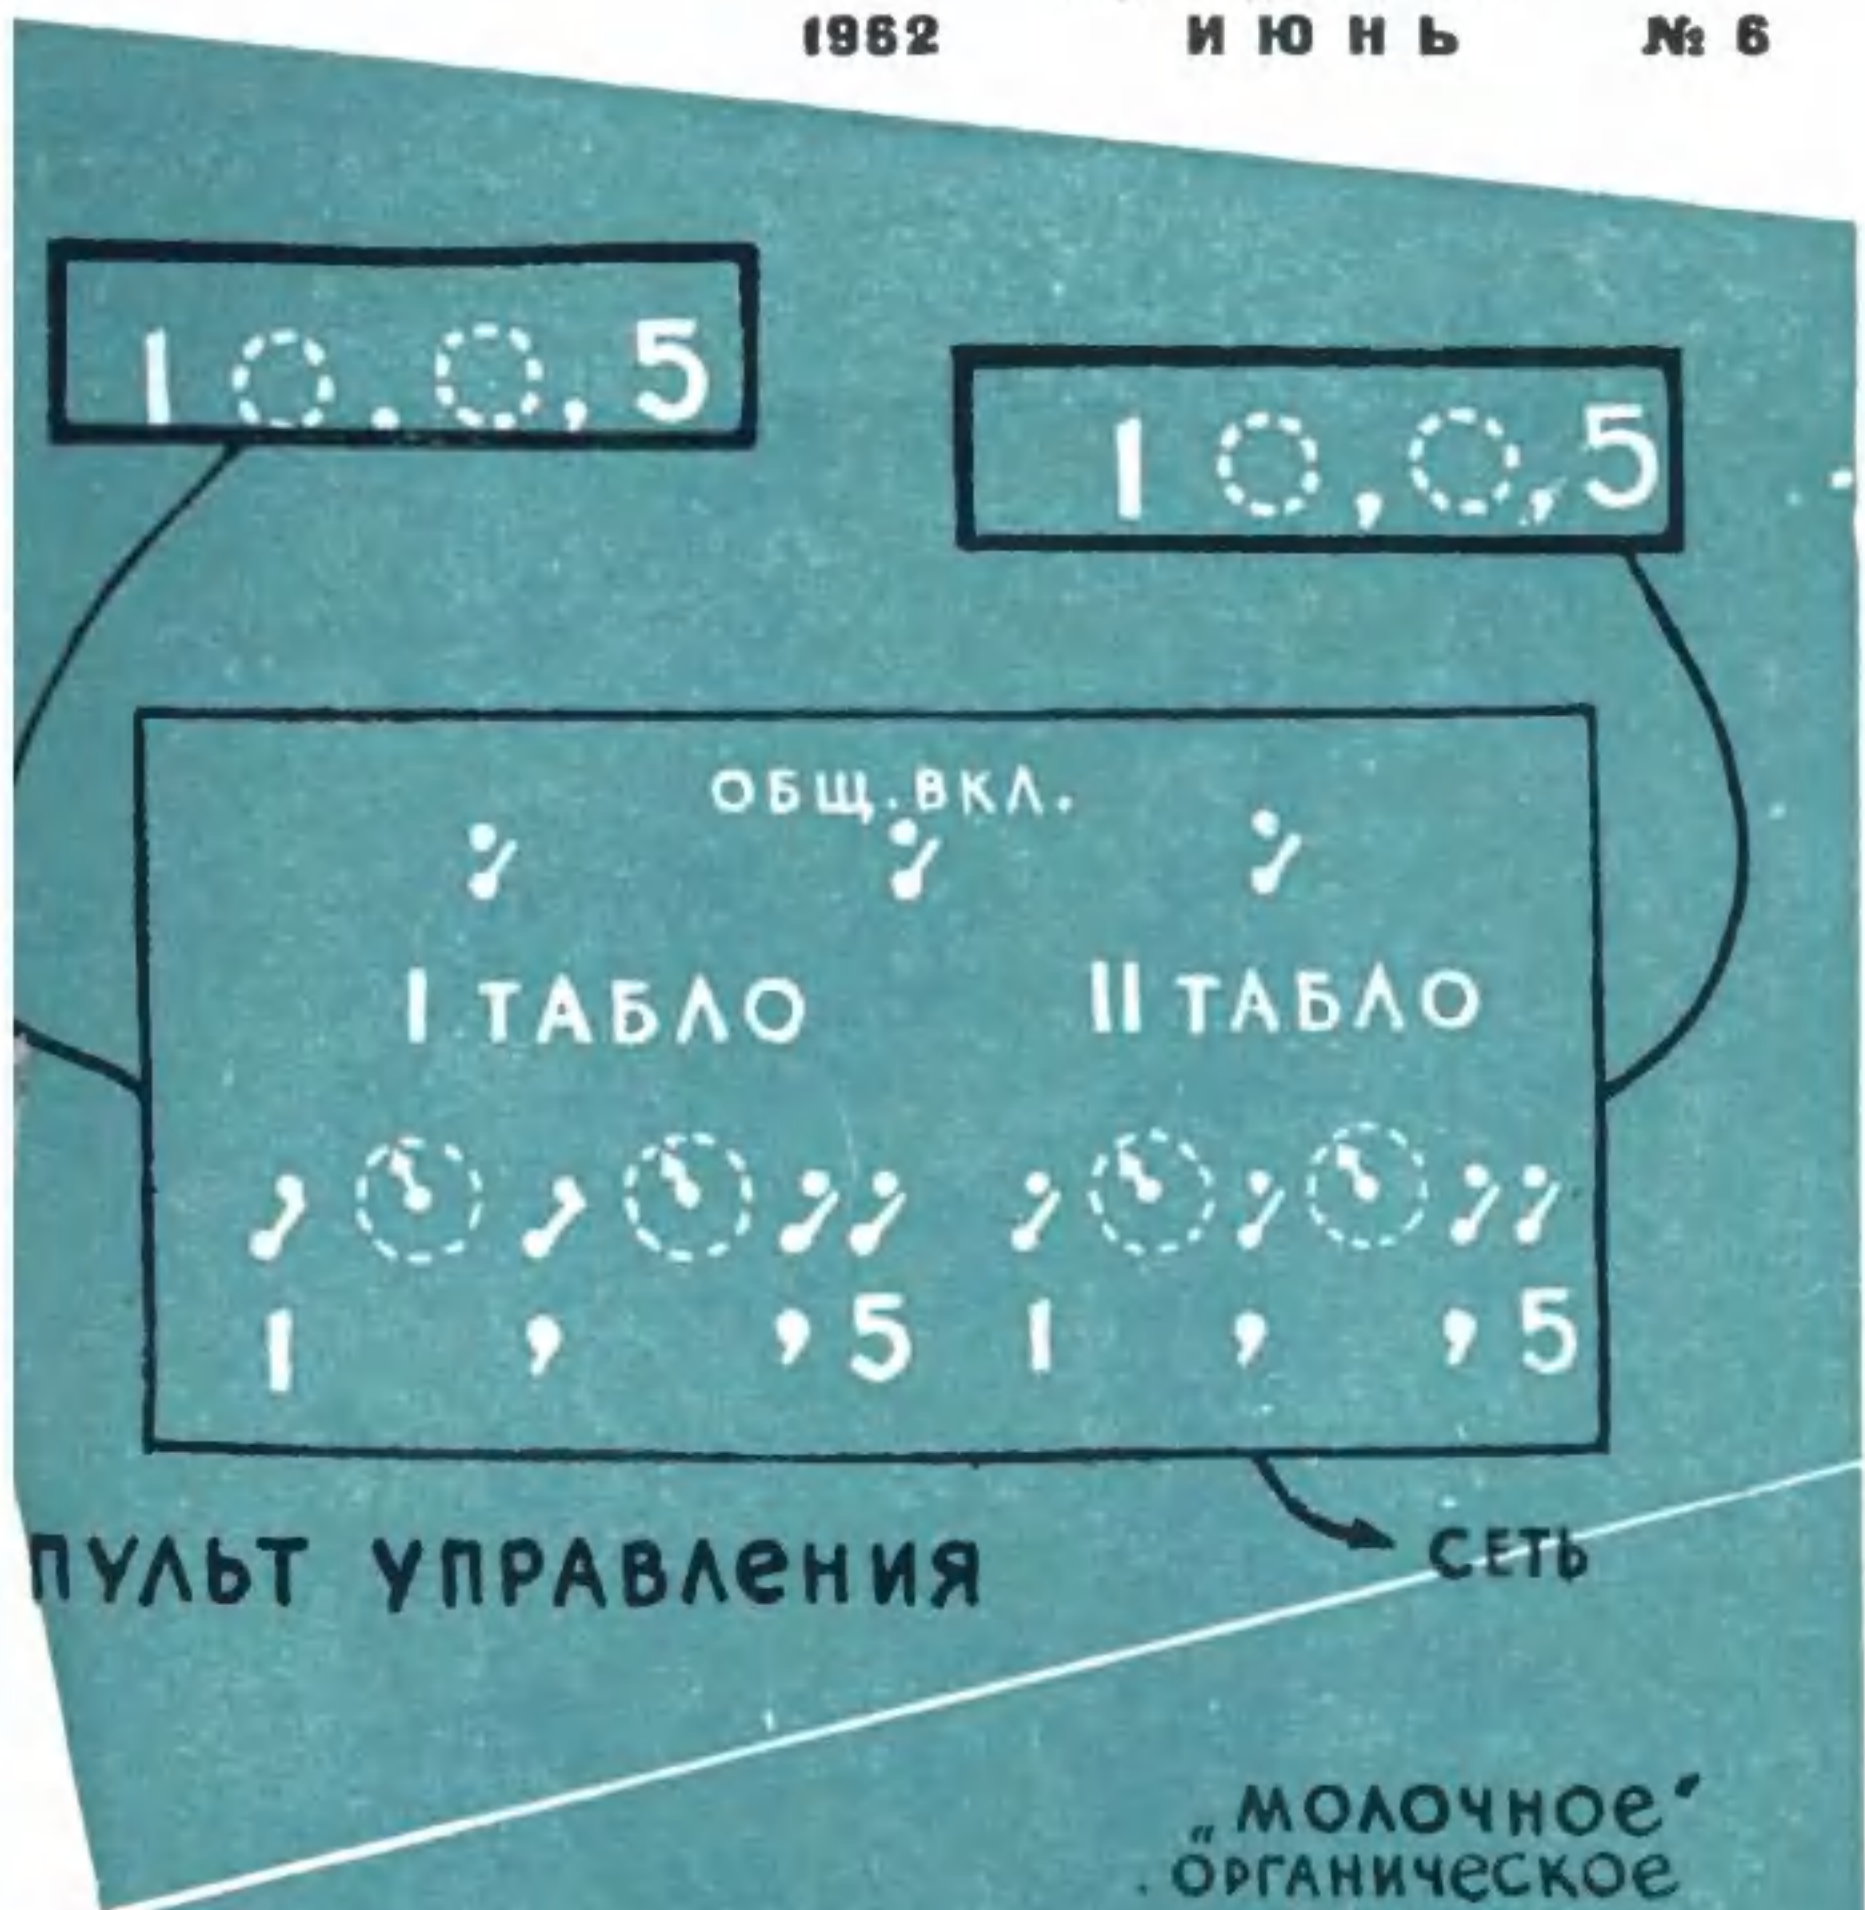 1962 ИЮНЬ № 6
10.0,5
10,0,5
ОБЩ. ВКЛ.
I ТАБЛО II ТАБЛО
1 , , 5 1 , , 5
ПУЛЬТ УПРАВЛЕНИЯ
СЕТЬ
„МОЛОЧНОЕ“
ОРГАНИЧЕСКОЕ